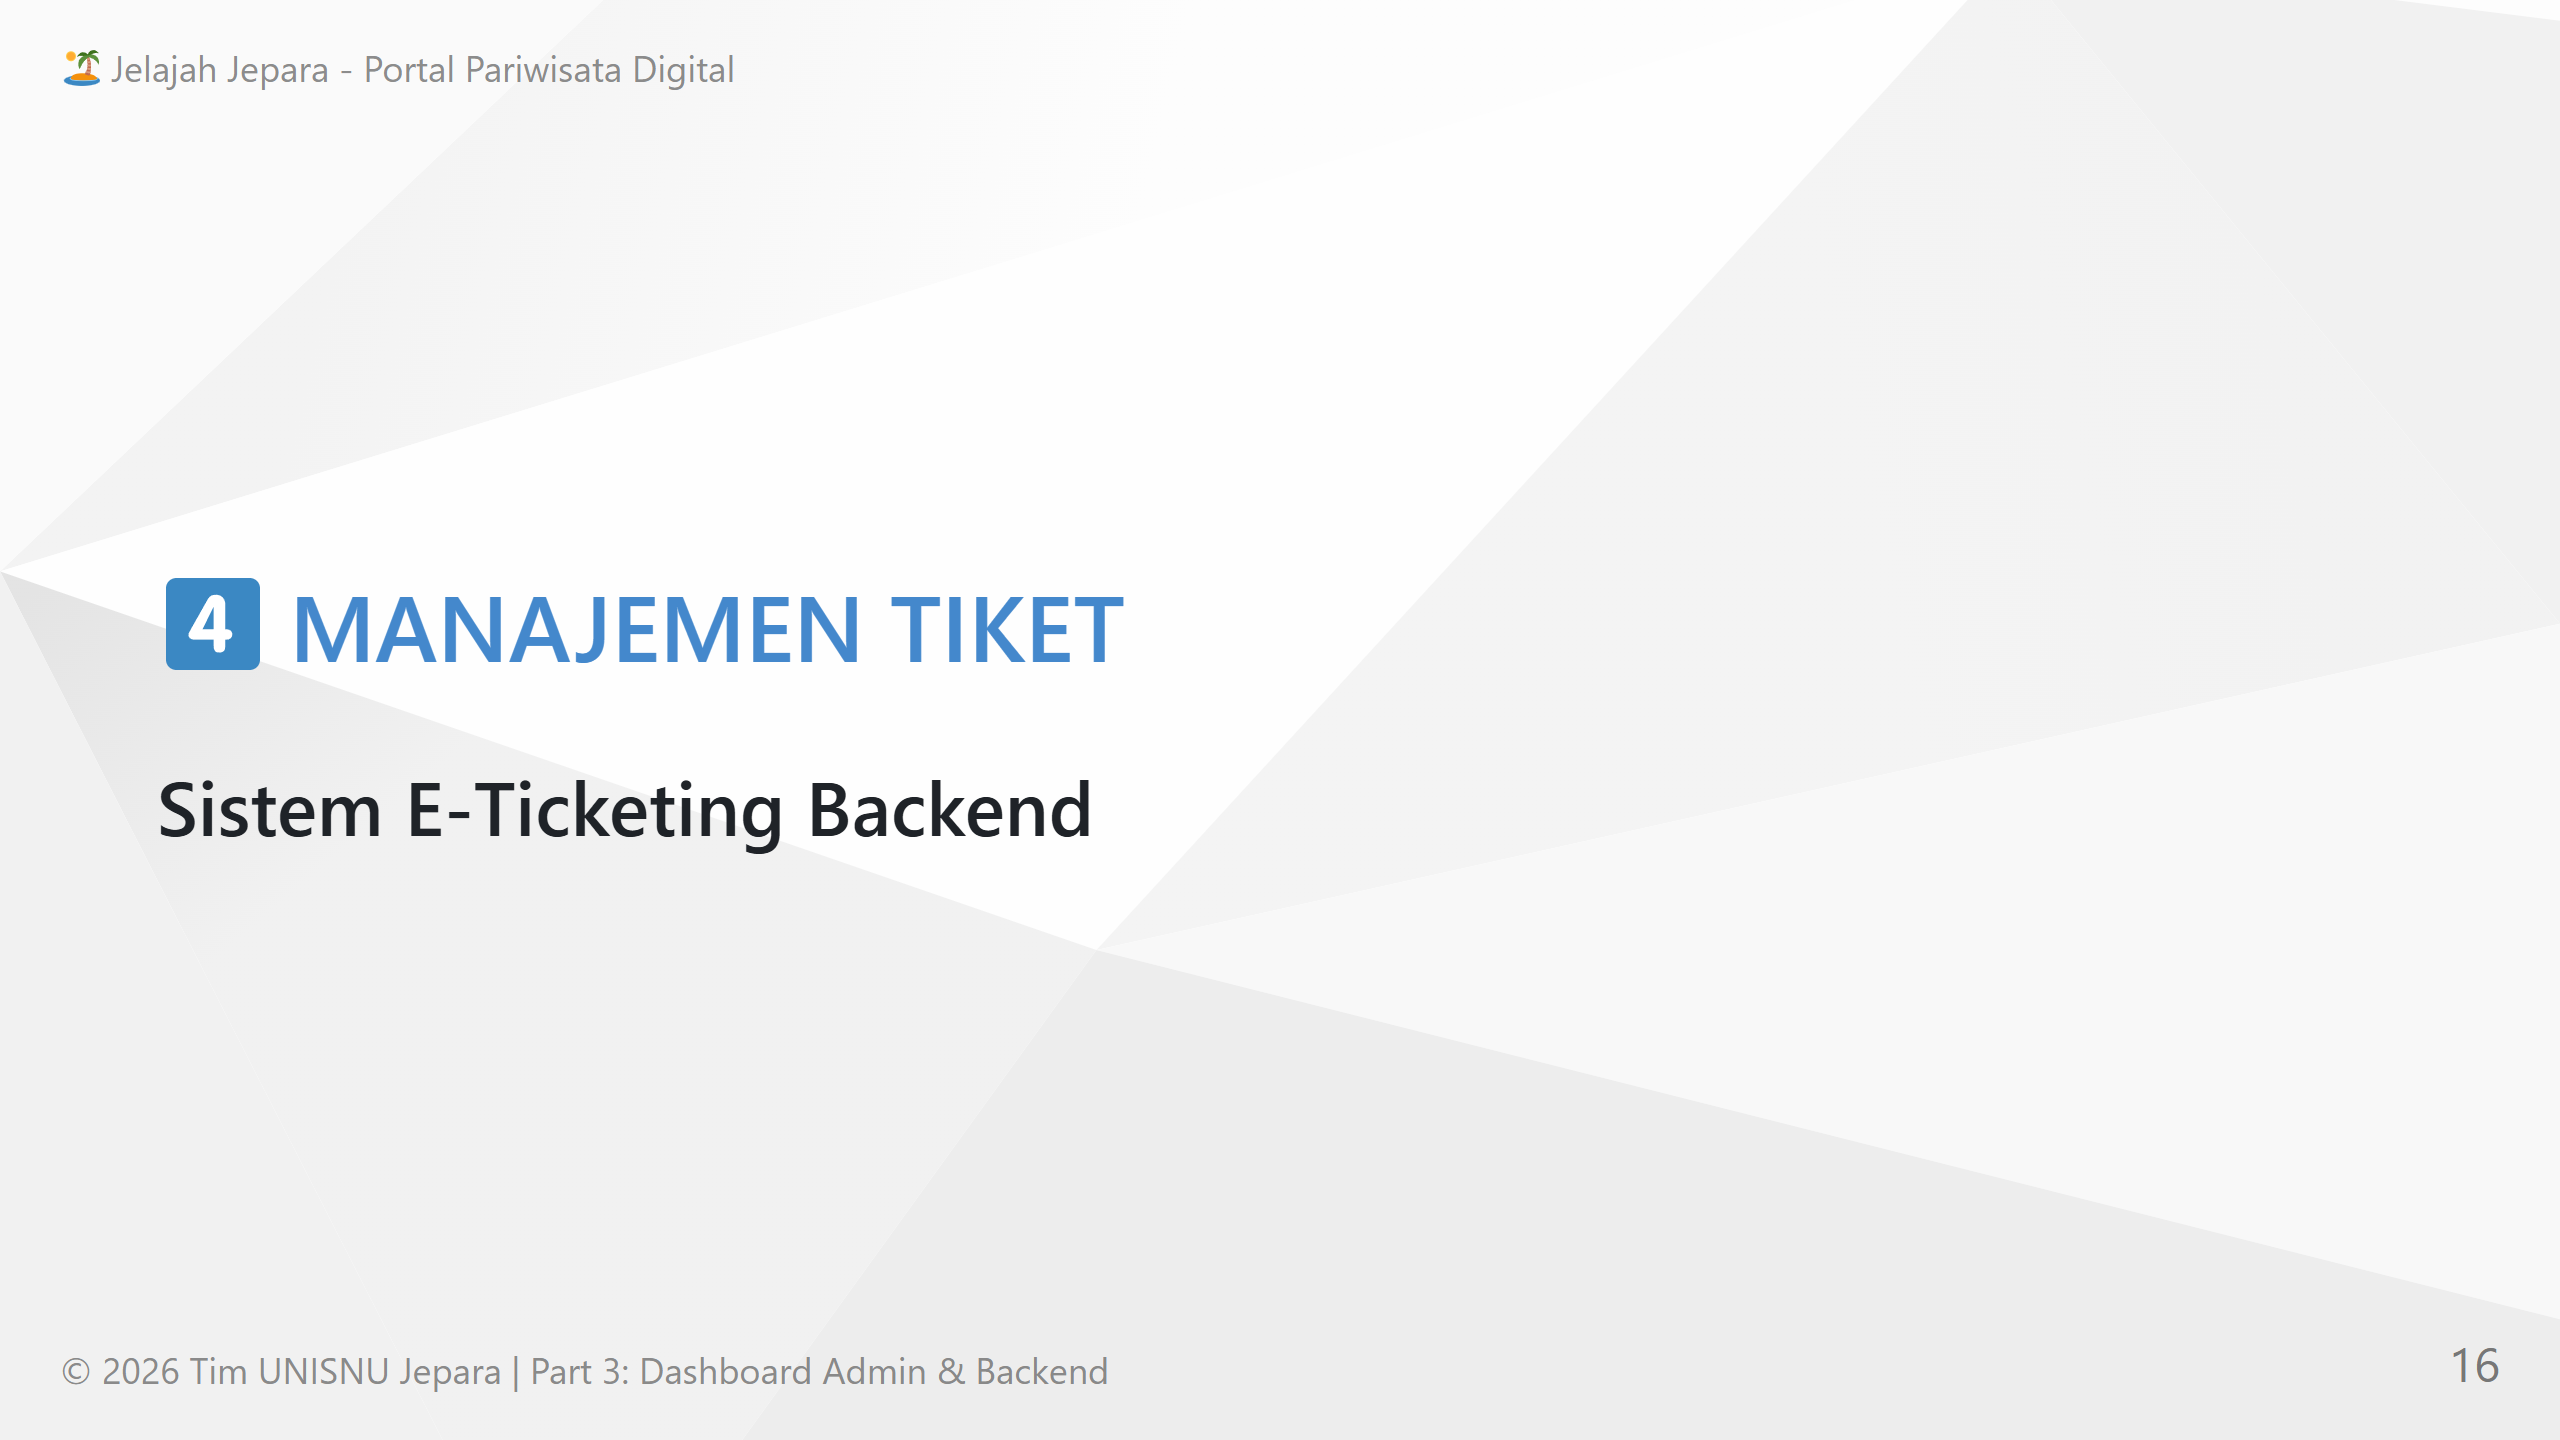 🏝️ Jelajah Jepara - Portal Pariwisata Digital
4️⃣ MANAJEMEN TIKET
Sistem E-Ticketing Backend
© 2026 Tim UNISNU Jepara | Part 3: Dashboard Admin & Backend
16